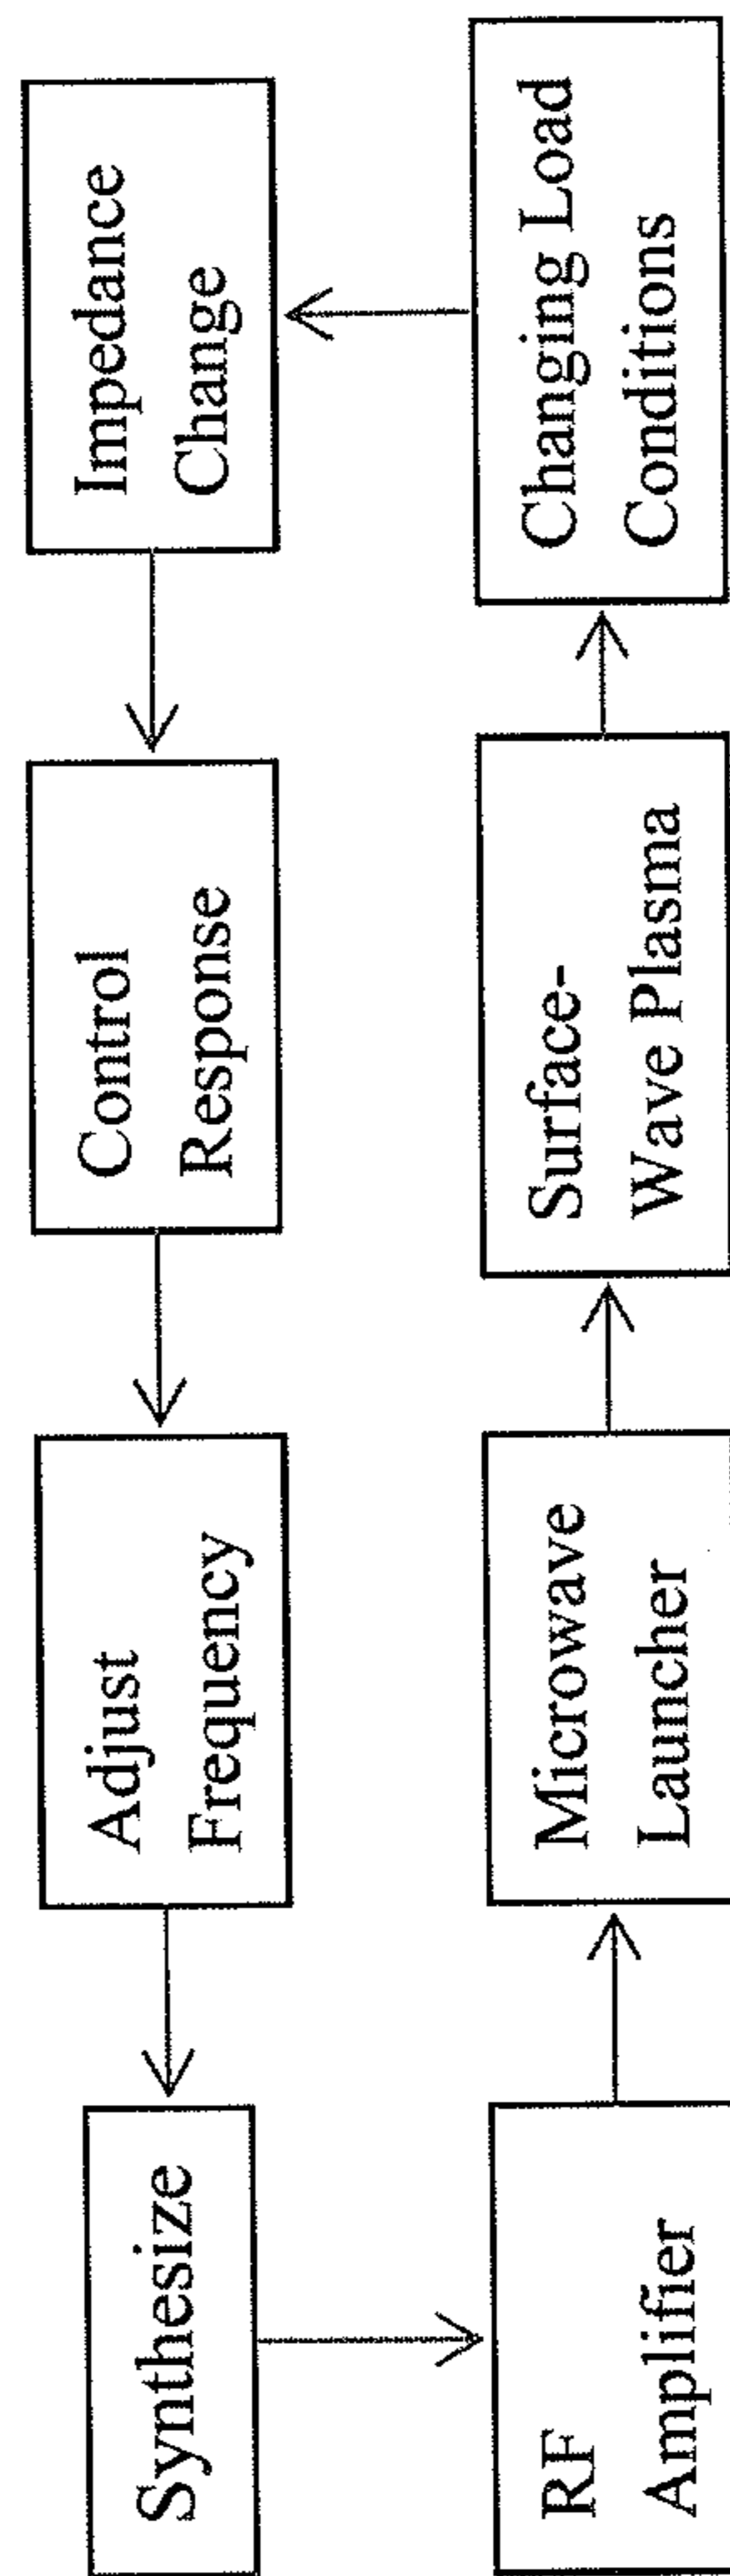 Synthesize
Adjust
Frequency
Control
Response
Impedance
Change
RF
Amplifier
Microwave
Launcher
Surface-
Wave Plasma
Changing Load
Conditions